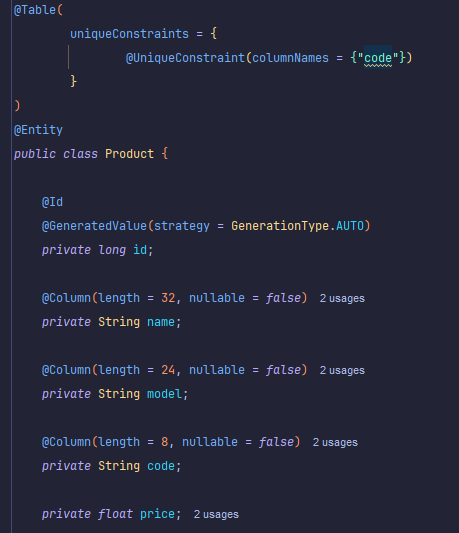 @Table(
uniqueConstraints = {
@UniqueConstraint(columnNames = {"code"})
}
)
@Entity
public class Product {
@Id
@GeneratedValue(strategy = GenerationType.AUTO)
private long id;
@Column(length = 32, nullable = false) 2 usages
private String name;
@Column(length = 24, nullable = false) 2 usages
private String model;
@Column(length = 8, nullable = false) 2 usages
private String code;
private float price; 2 usages